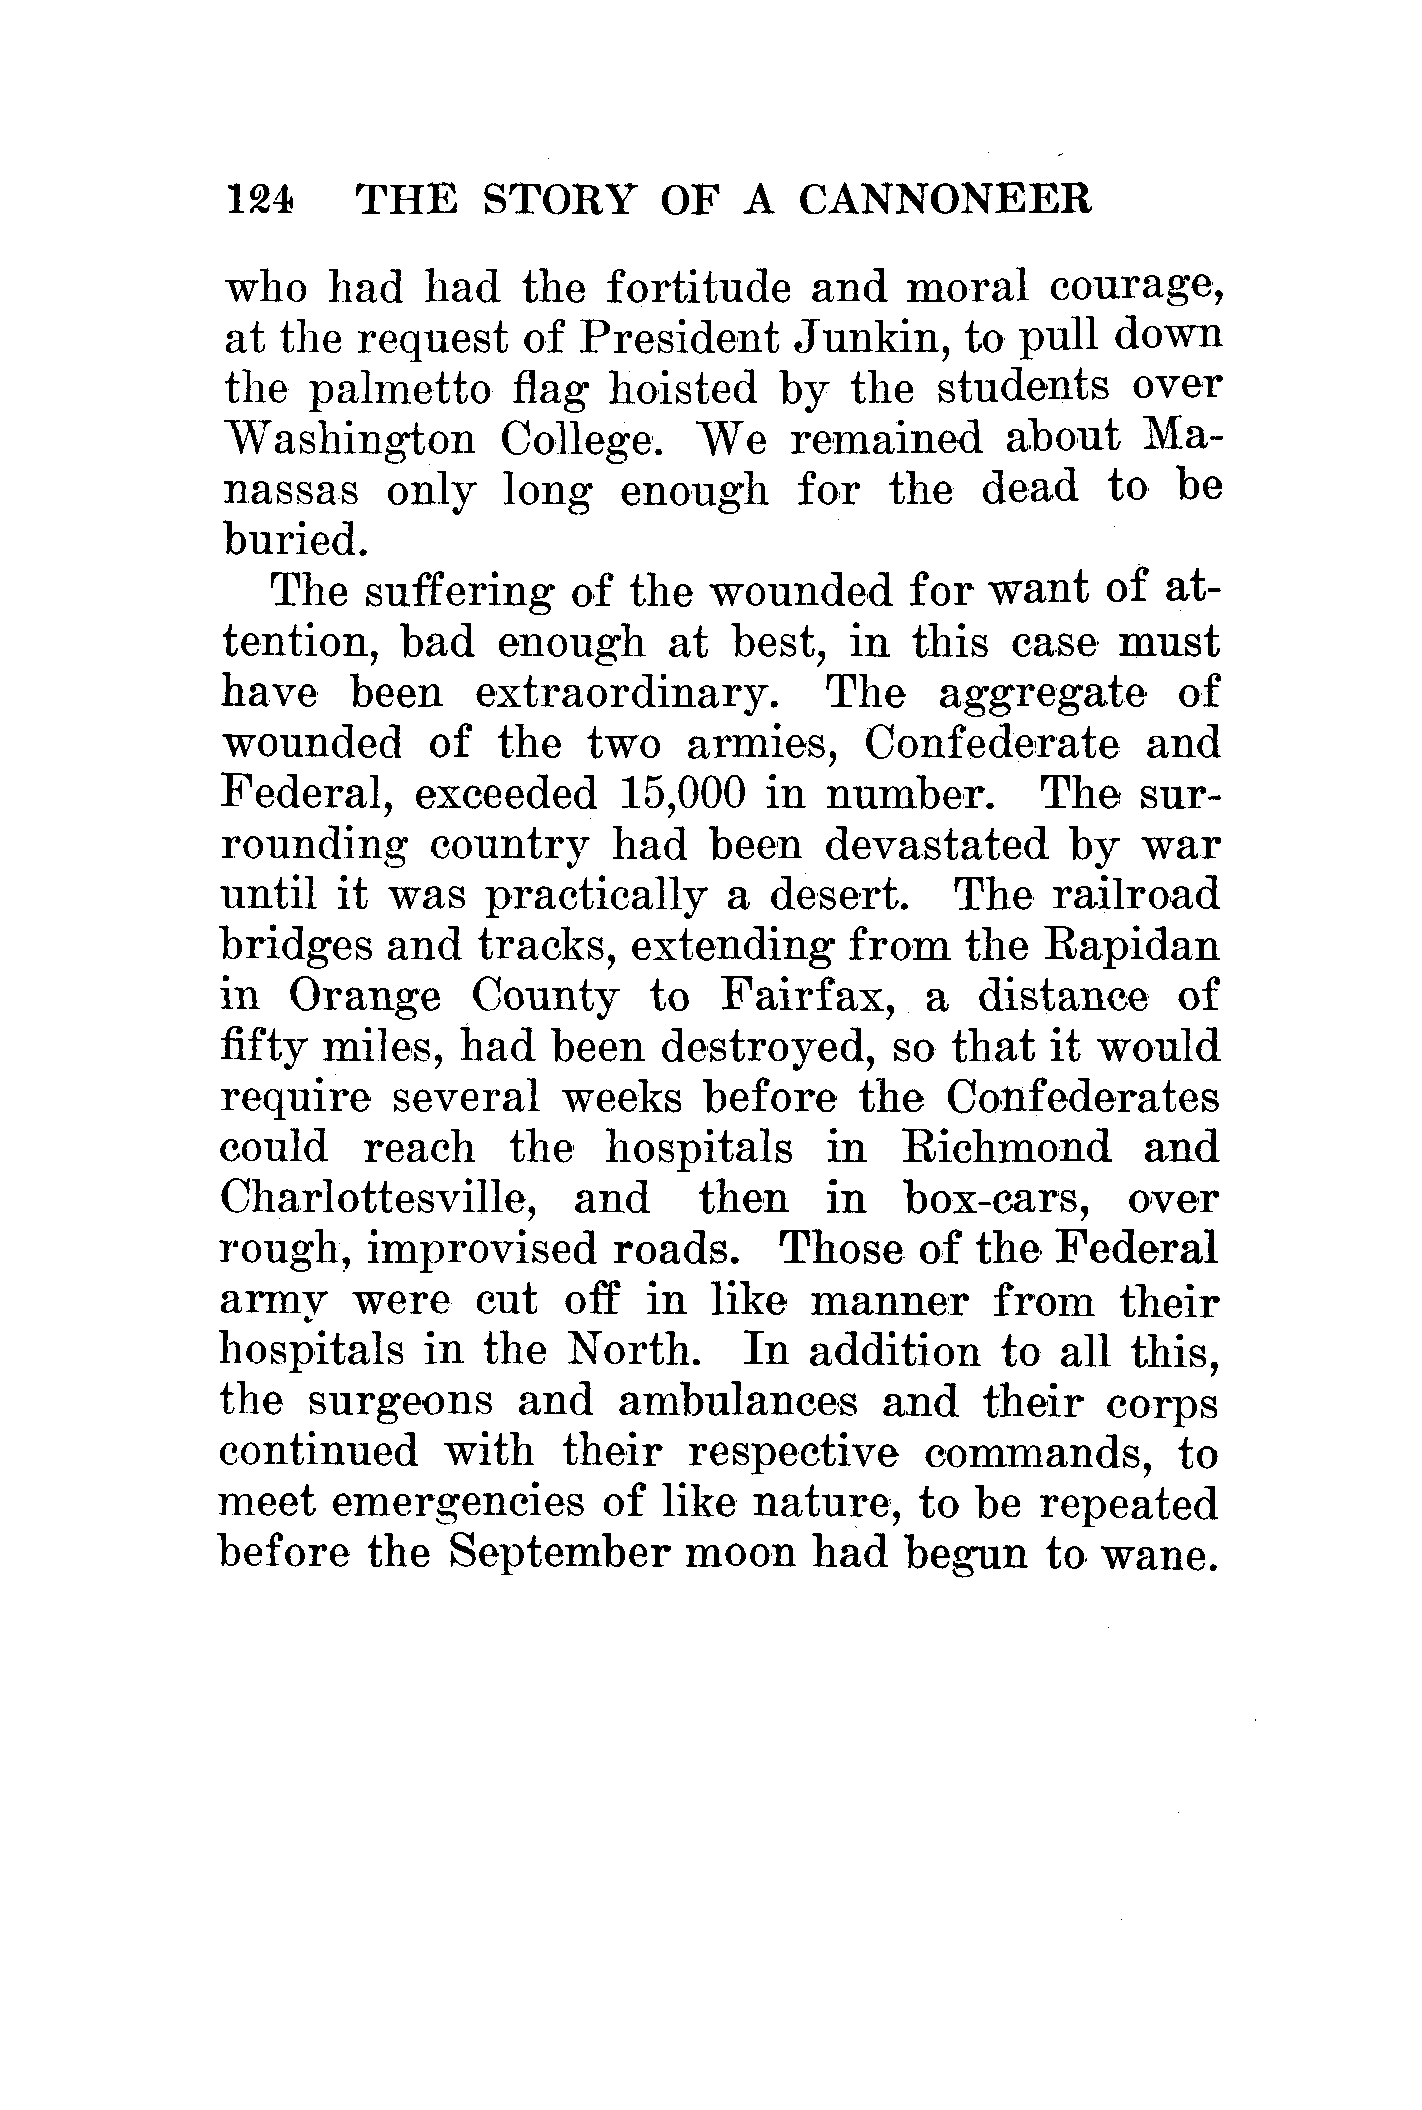 124 THE STORY OF A CANNONEER
who had had the fortitude and moral courage,
at the request of President Junkin, to pull down
the palmetto flag hoisted by the students over
Washington College. We remained about Ma-
nassas only long enough for the dead to be
buried.
The suffering of the wounded for want of at-
tention, bad enough at best, in this case must
have been extraordinary. The aggregate of
wounded of the two armies, Confederate and
Federal, exceeded 15,000 in number. The sur-
rounding country had been devastated by war
until it was practically a desert. The railroad
bridges and tracks, extending from the Rapidan
in Orange County to Fairfax, a distance of
fifty miles, had been destroyed, so that it would
require several weeks before the Confederates
could reach the hospitals in Richmond and
Charlottesville, and then in box-cars, over
rough, improvised roads. Those of the Federal
army were cut off in like manner from their
hospitals in the North. In addition to all this,
the surgeons and ambulances and their corps
continued with their respective commands, to
meet emergencies of like nature, to be repeated
before the September moon had begun to wane.